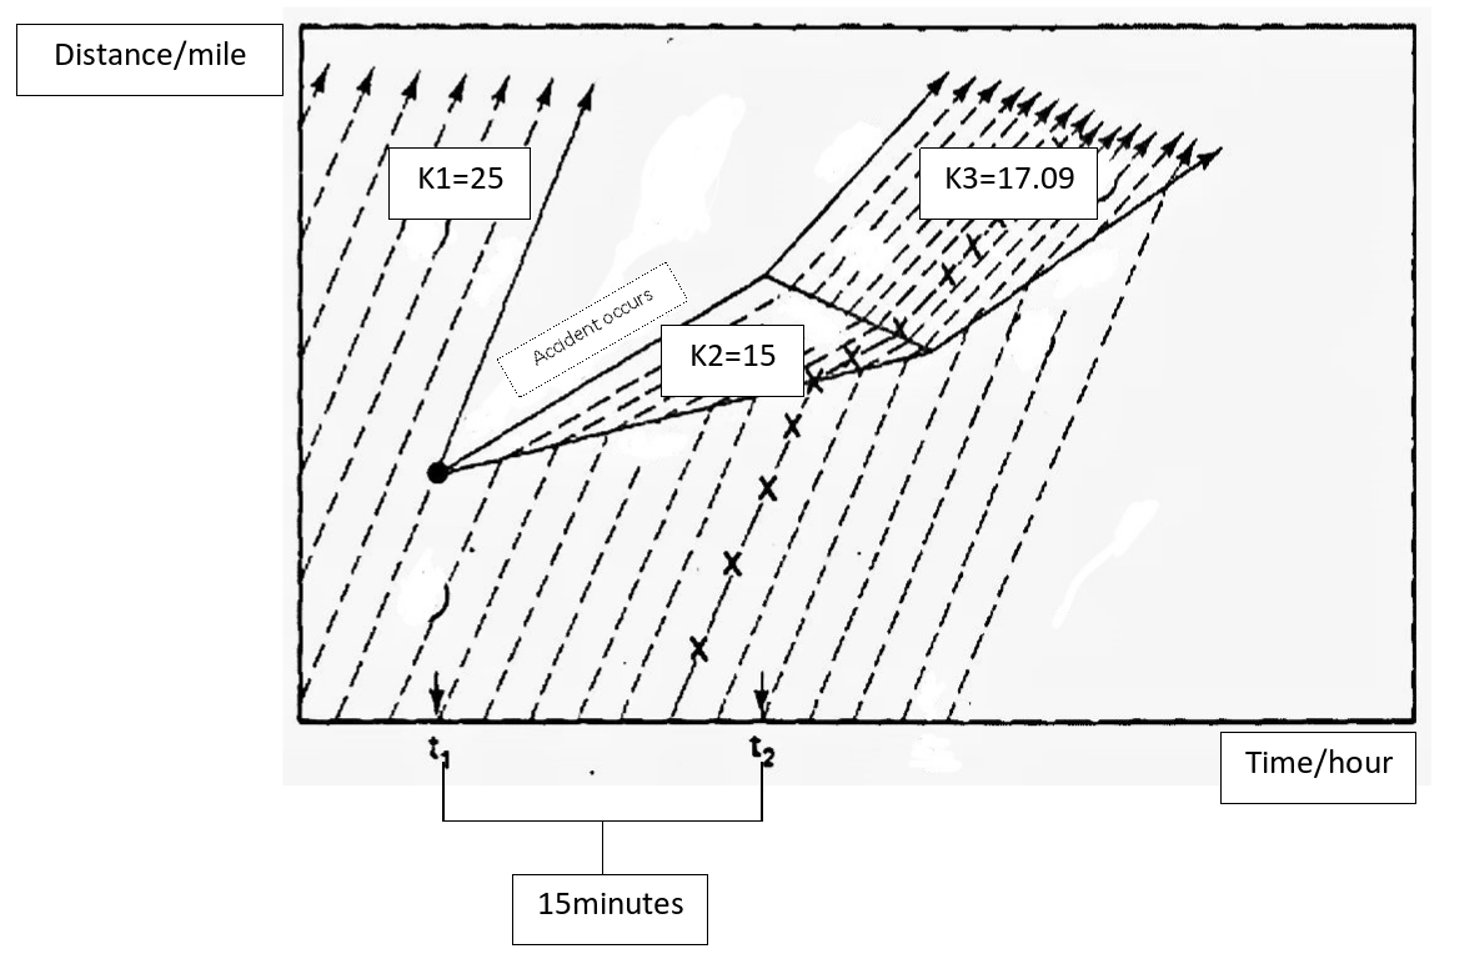 Distance/mile
K1=25
K3=17.09
Accident occurs
K2=15
t1
t2
Time/hour
15minutes